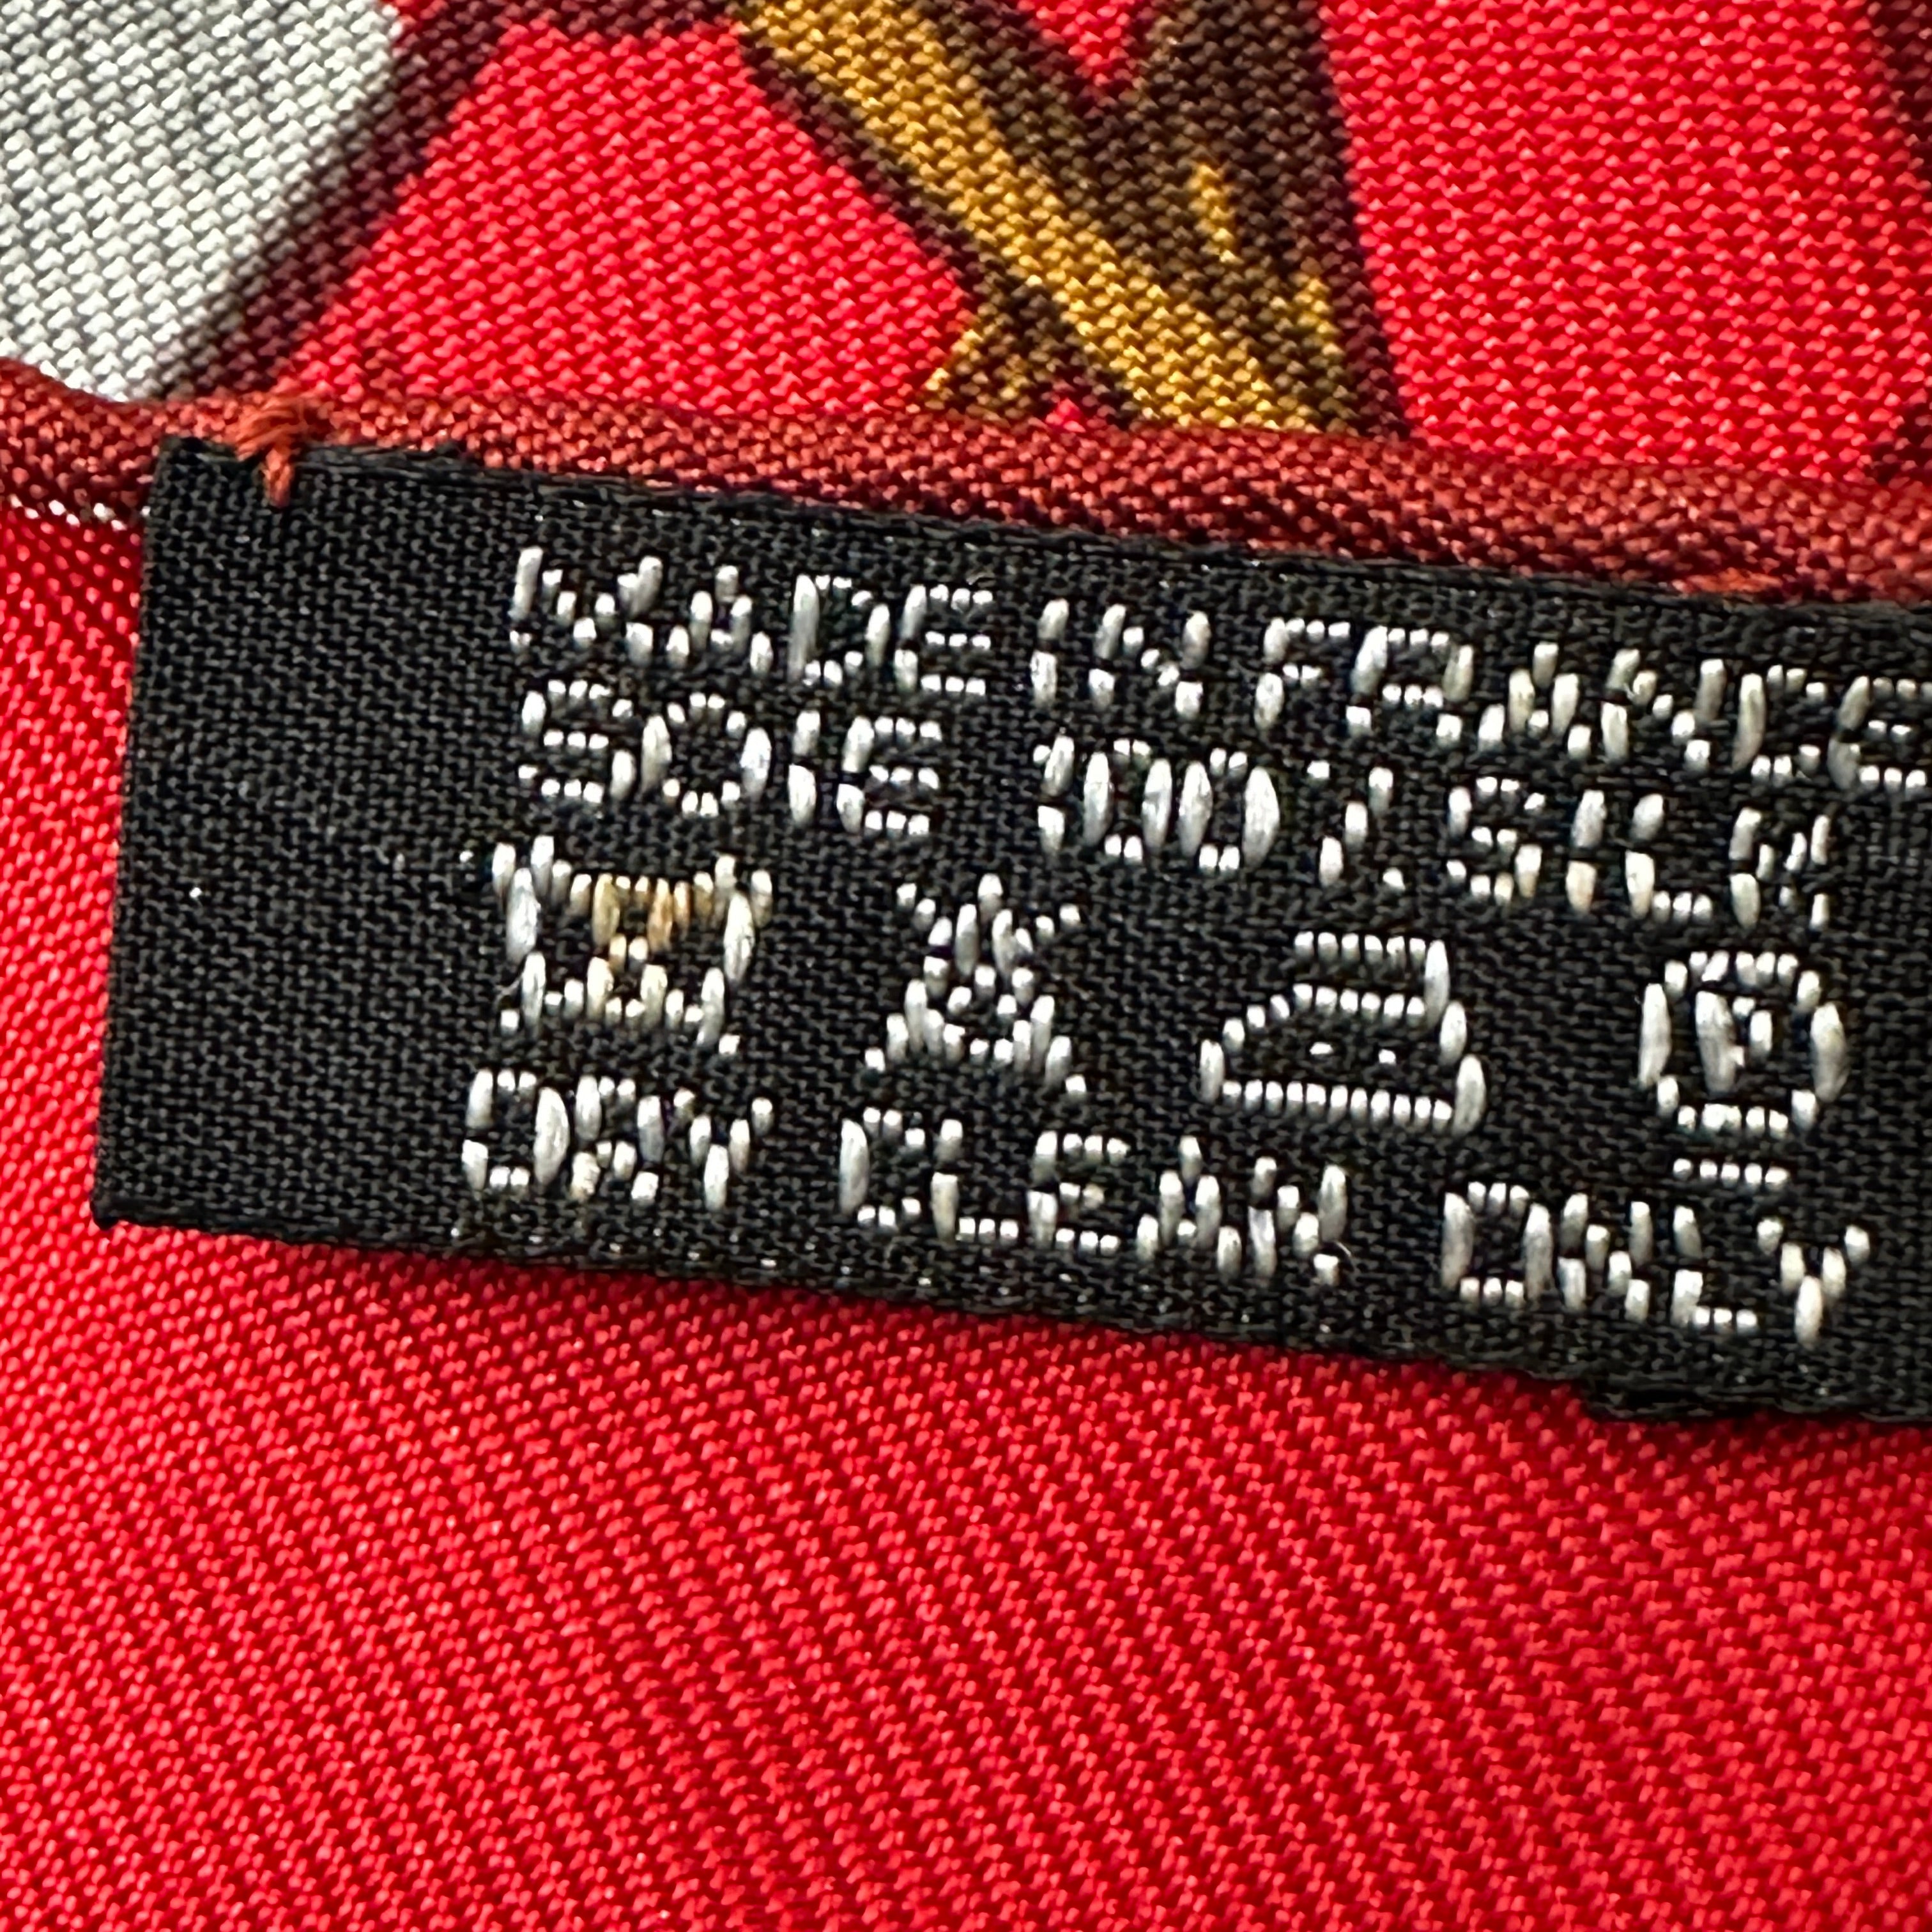 MADE IN FRANCE
SOIE 100 % SILK
P
DRY CLEAN ONLY